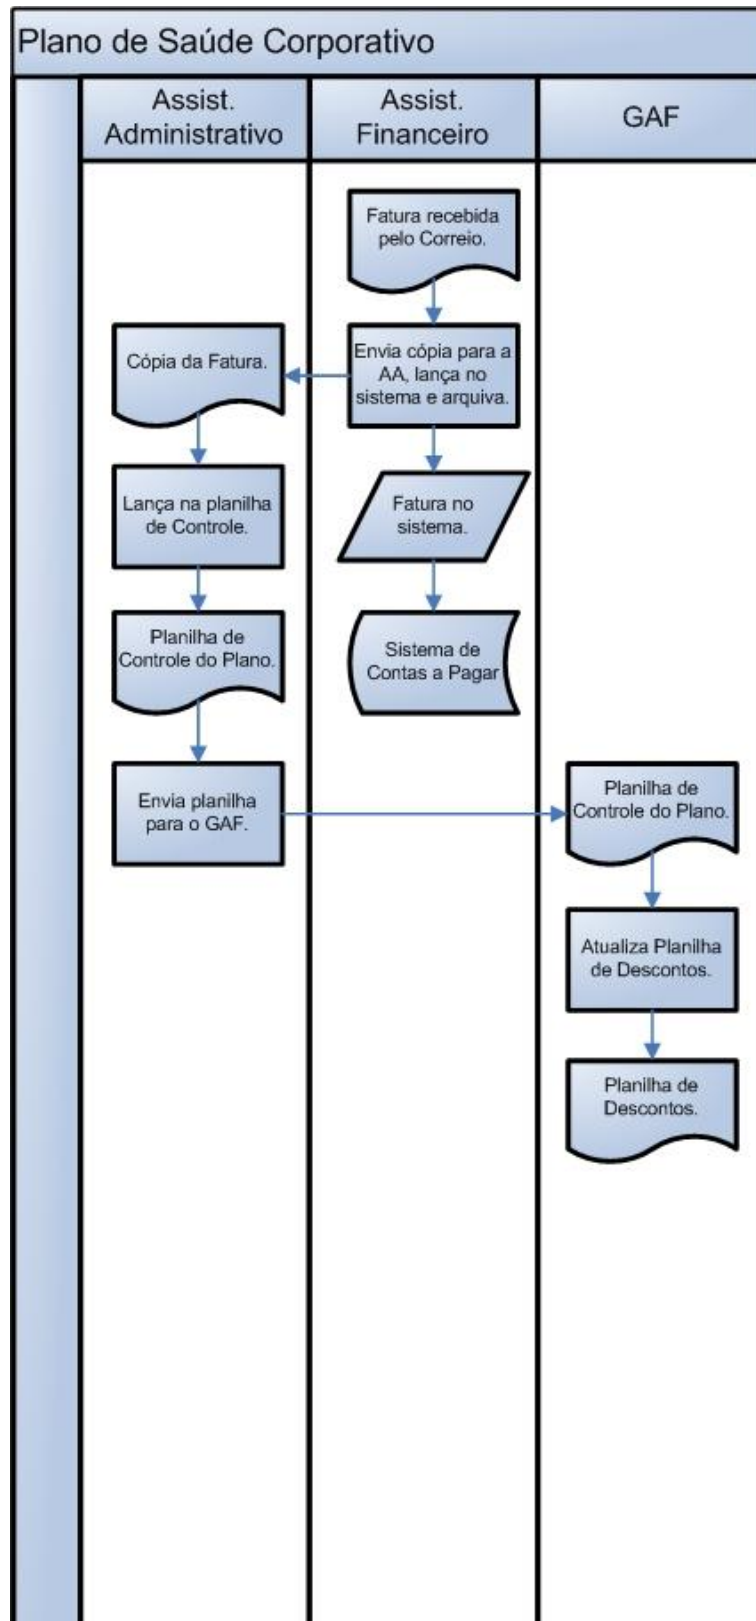 Plano de Saúde Corporativo
Assist.
Administrativo
Assist.
Financeiro
GAF
Fatura recebida
pelo Correio.
Cópia da Fatura.
Envia cópia para a
AA, lança no
sistema e arquiva.
Lança na planilha
de Controle.
Fatura no
sistema.
Planilha de
Controle do Plano.
Sistema de
Contas a Pagar
Envia planilha
para o GAF.
Planilha de
Controle do Plano.
Atualiza Planilha
de Descontos.
Planilha de
Descontos.